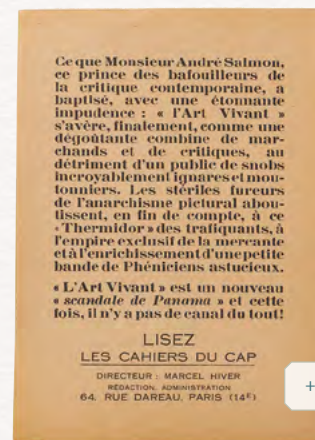 Ce que Monsieur André Salmon,
ce prince des bafouilleurs de
la critique contemporaine, a
baptisé, avec une étonnante
impudence : « l'Art Vivant »
s'avère, finalement, comme une
dégoûtante combine de mar-
chands et de critiques, au
détriment d'un public de snobs
incroyablement ignares et mou-
tonniers. Les stériles fureurs
de l'anarchisme pictural abou-
tissent, en fin de compte, à ce
« Thermidor » des trafiquants, à
l'empire exclusif de la mercante
et à l'enrichissement d'une petite
bande de Phéniciens astucieux.
« L'Art Vivant » est un nouveau
« scandale de Panama » et cette
fois, il n'y a pas de canal du tout!
LISEZ
LES CAHIERS DU CAP
DIRECTEUR : MARCEL HIVER
RÉDACTION, ADMINISTRATION
64, RUE DAREAU, PARIS (14E)
+